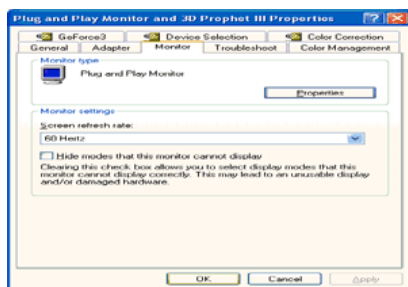 Plug and Play Monitor and 3D Prophet III Properties
GeForce3 Device Selection Color Correction
General Adapter Monitor Troubleshoot Color Management
Monitor type
Plug and Play Monitor
Properties
Monitor settings
Screen refresh rate:
60 Hertz
Hide modes that this monitor cannot display
Clearing this check box allows you to select display modes that this
monitor cannot display correctly. This may lead to an unusable display
and/or damaged hardware.
OK Cancel Apply